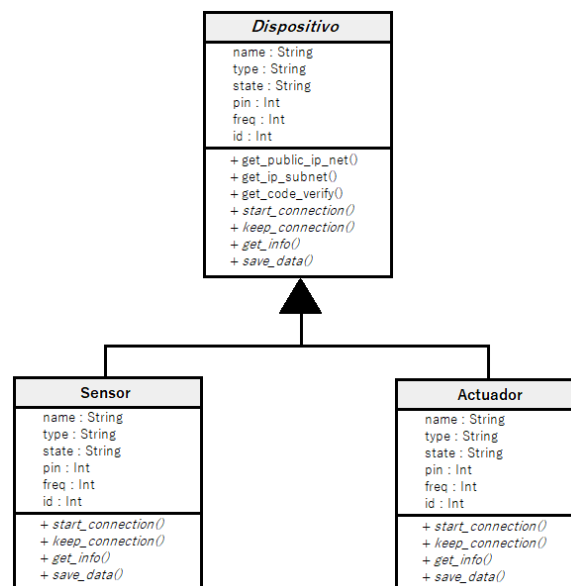 Dispositivo
name : String
type : String
state : String
pin : Int
freq : Int
id : Int
+ get_public_ip_net()
+ get_ip_subnet()
+ get_code_verify()
+ start_connection()
+ keep_connection()
+ get_info()
+ save_data()
Sensor
name : String
type : String
state : String
pin : Int
freq : Int
id : Int
+ start_connection()
+ keep_connection()
+ get_info()
+ save_data()
Actuador
name : String
type : String
state : String
pin : Int
freq : Int
id : Int
+ start_connection()
+ keep_connection()
+ get_info()
+ save_data()